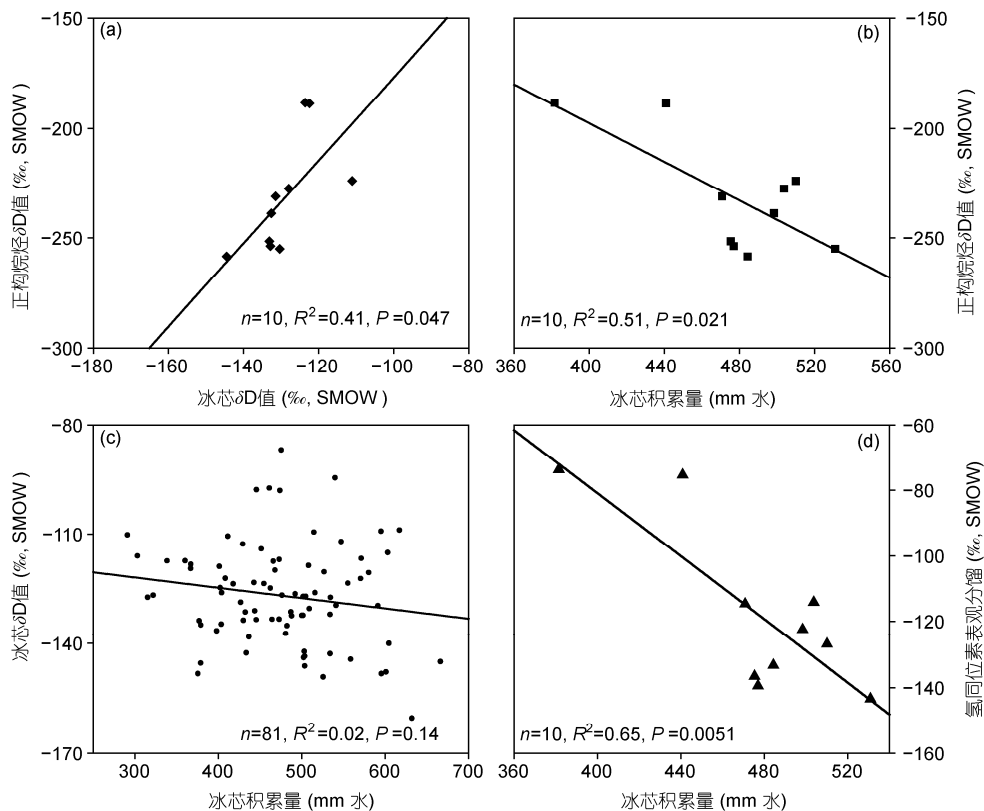 (a)
−150
−200
−250
−300
正构烷烃δD值 (‰, SMOW)
n=10, R²=0.41, P=0.047
−180 −160 −140 −120 −100 −80
冰芯δD值 (‰, SMOW)
(b)
−150
−200
−250
−300
正构烷烃δD值 (‰, SMOW)
n=10, R²=0.51, P=0.021
360 400 440 480 520 560
冰芯积累量 (mm 水)
(c)
−80
−110
−140
−170
冰芯δD值 (‰, SMOW)
n=81, R²=0.02, P=0.14
300 400 500 600 700
冰芯积累量 (mm 水)
(d)
−60
−80
−100
−120
−140
−160
氢同位素表观分馏 (‰, SMOW)
n=10, R²=0.65, P=0.0051
360 400 440 480 520
冰芯积累量 (mm 水)